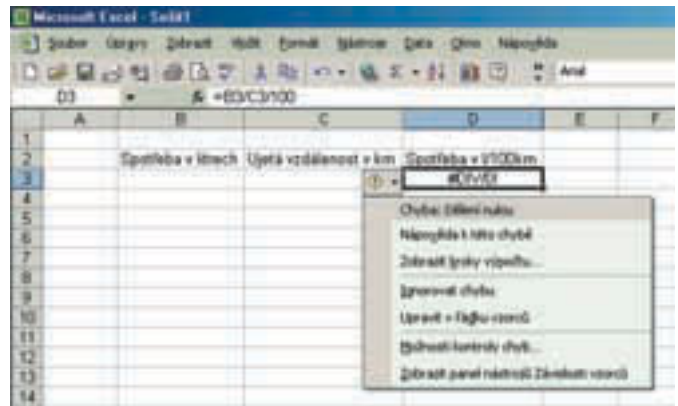 Microsoft Excel - Sešit1
Soubor Úpravy Zobrazit Vložit Formát Nástroje Data Okno Nápověda
Arial
D3 fx =B3/C3/100
A B C D E F
1
2 Spotřeba v litrech Ujetá vzdálenost v km Spotřeba v l/100km
3 #DIV/0!
4
Chyba: Dělení nulou
5
Nápověda k této chybě
6
7
Zobrazit kroky výpočtu...
8
Ignorovat chybu
9
10
Upravit v řádku vzorců
11
Možnosti kontroly chyb...
12
13
Zobrazit panel nástrojů Závislosti vzorců
14